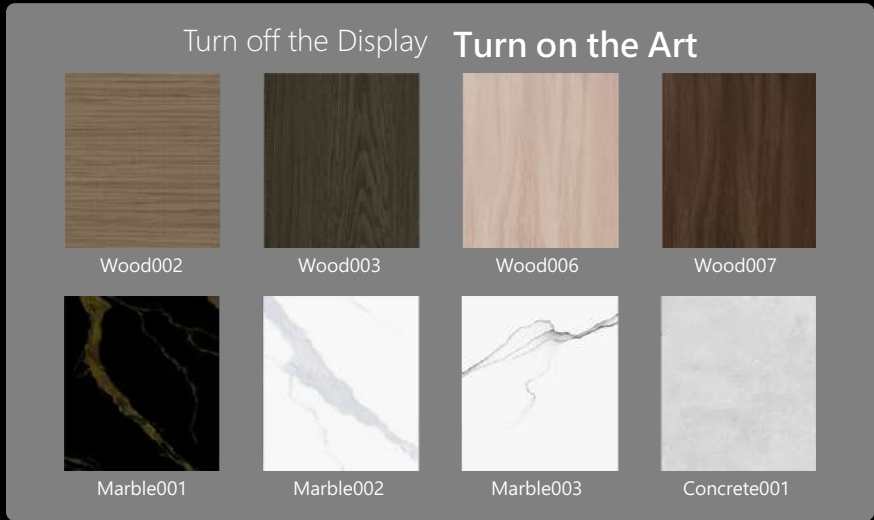 Turn off the Display Turn on the Art
Wood002 Wood003 Wood006 Wood007
Marble001 Marble002 Marble003 Concrete001